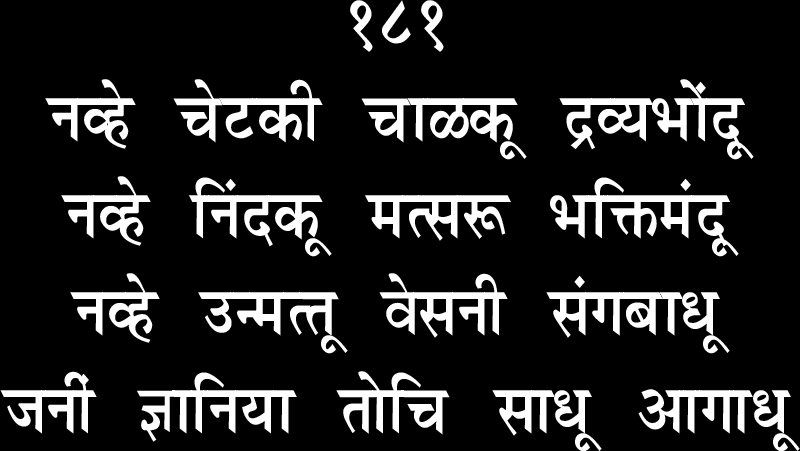 १८१
नव्हे चेटकी चाळकू द्रव्यभोंदू
नव्हे निंदकू मत्सरू भक्तिमंदू
नव्हे उन्मत्तू वेसनी संगबाधू
जनीं ज्ञानिया तोचि साधू आगाधू